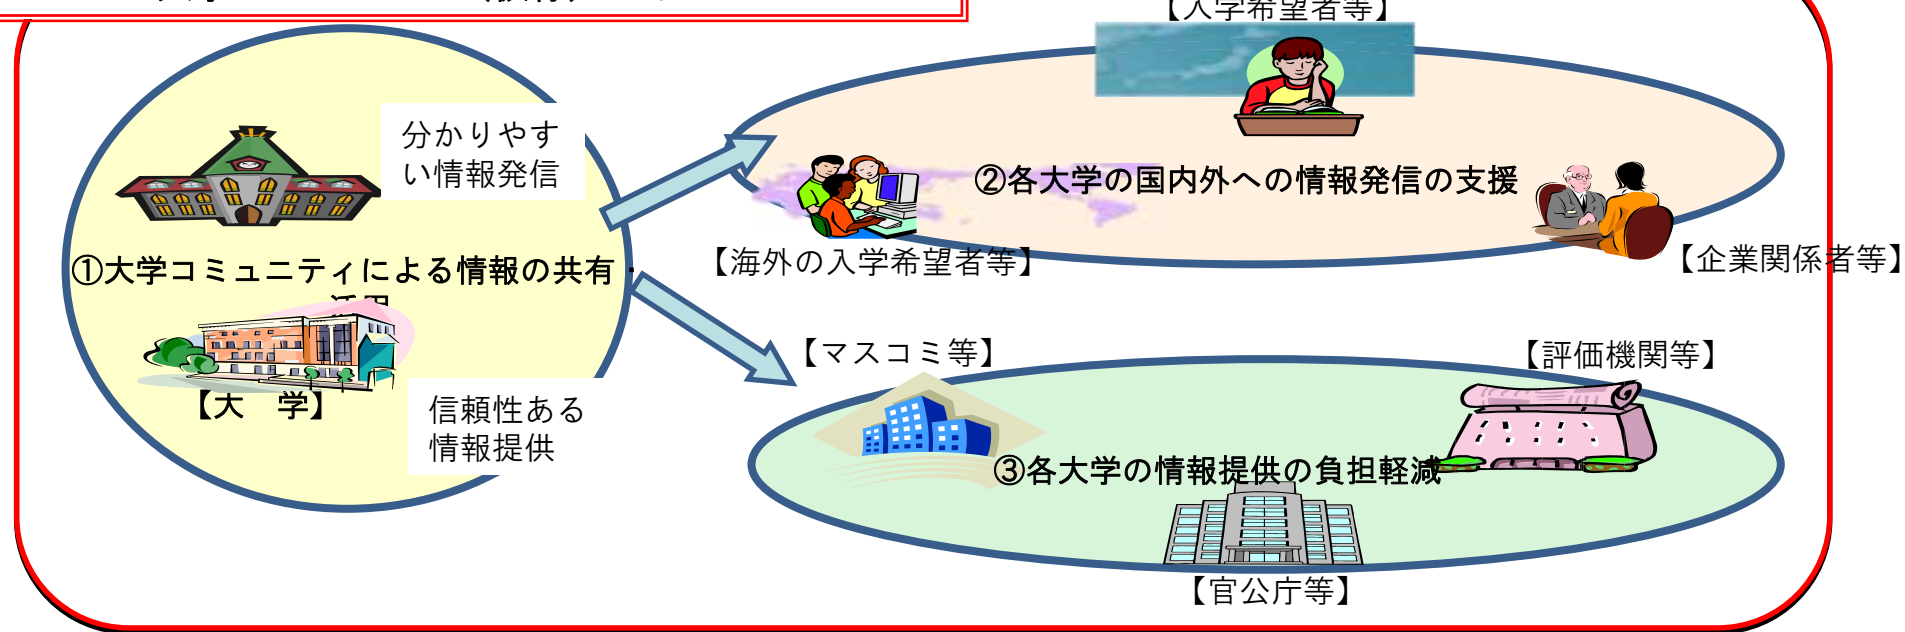 【入学希望者等】
分かりやす
い情報発信
②各大学の国内外への情報発信の支援
①大学コミュニティによる情報の共有・
活用
【海外の入学希望者等】
【企業関係者等】
【マスコミ等】
【評価機関等】
【大　学】
信頼性ある
情報提供
③各大学の情報提供の負担軽減
【官公庁等】